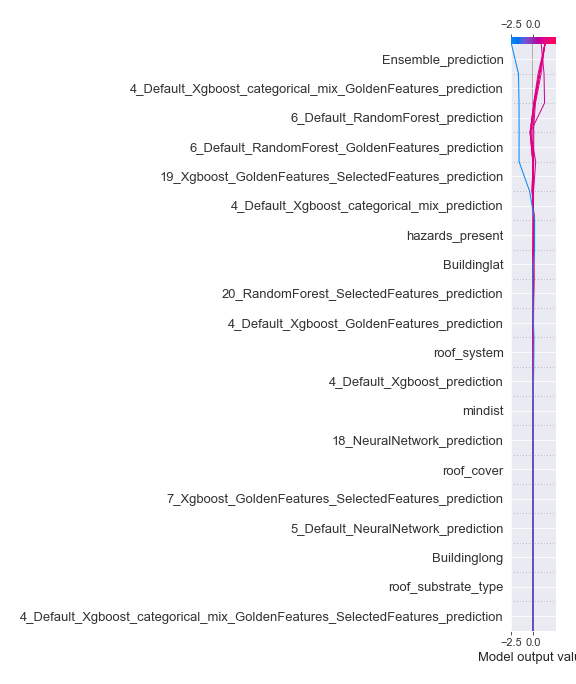 −2.5 0.0
Ensemble_prediction
4_Default_Xgboost_categorical_mix_GoldenFeatures_prediction
6_Default_RandomForest_prediction
6_Default_RandomForest_GoldenFeatures_prediction
19_Xgboost_GoldenFeatures_SelectedFeatures_prediction
4_Default_Xgboost_categorical_mix_prediction
hazards_present
Buildinglat
20_RandomForest_SelectedFeatures_prediction
4_Default_Xgboost_GoldenFeatures_prediction
roof_system
4_Default_Xgboost_prediction
mindist
18_NeuralNetwork_prediction
roof_cover
7_Xgboost_GoldenFeatures_SelectedFeatures_prediction
5_Default_NeuralNetwork_prediction
Buildinglong
roof_substrate_type
4_Default_Xgboost_categorical_mix_GoldenFeatures_SelectedFeatures_prediction
−2.5 0.0
Model output valu